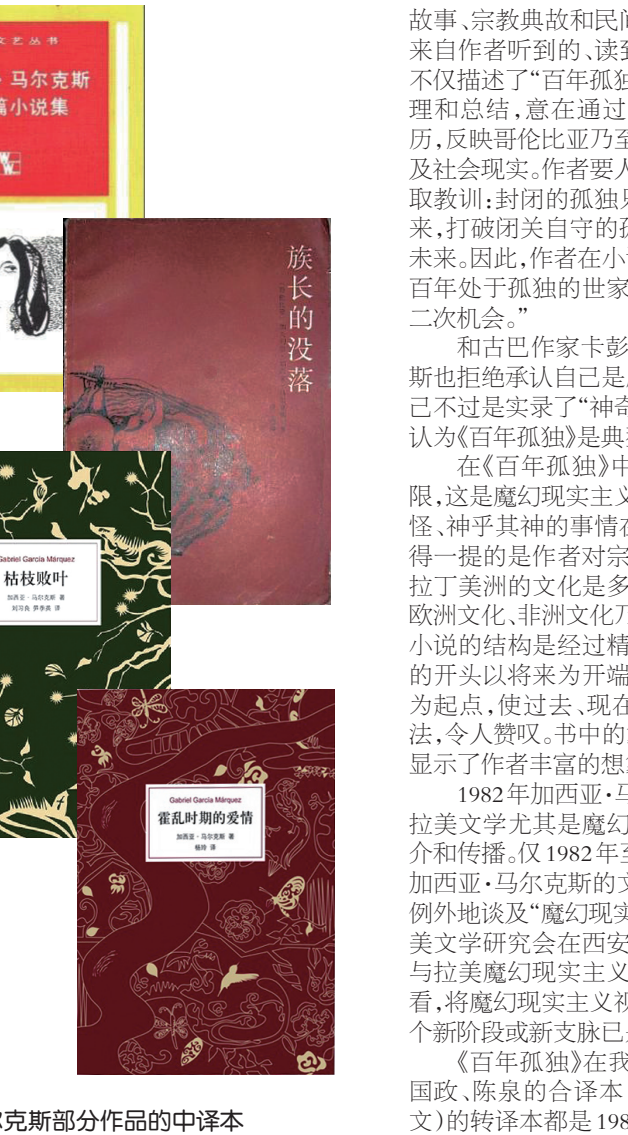 文艺丛书
·马尔克斯
篇小说集
族长的没落
Gabriel García Márquez
枯枝败叶
加西亚·马尔克斯 著
刘习良 笋季英 译
Gabriel García Márquez
霍乱时期的爱情
加西亚·马尔克斯 著
杨玲 译
尔克斯部分作品的中译本
故事、宗教典故和民间
来自作者听到的、读到
不仅描述了“百年孤独
理和总结,意在通过
历,反映哥伦比亚乃至
及社会现实。作者要人
取教训:封闭的孤独只
来,打破闭关自守的孤
未来。因此,作者在小说
百年处于孤独的世家
二次机会。”
和古巴作家卡彭
斯也拒绝承认自己是
己不过是实录了“神奇
认为《百年孤独》是典
在《百年孤独》中
限,这是魔幻现实主义
怪、神乎其神的事情在
得一提的是作者对宗
拉丁美洲的文化是多
欧洲文化、非洲文化乃
小说的结构是经过精
的开头以将来为开端
为起点,使过去、现在
法,令人赞叹。书中的
显示了作者丰富的想
1982年加西亚·马
拉美文学尤其是魔幻
介和传播。仅1982年至
加西亚·马尔克斯的文
例外地谈及“魔幻现实
美文学研究会在西安
与拉美魔幻现实主义
看,将魔幻现实主义视
个新阶段或新支脉已
《百年孤独》在我
国政、陈泉的合译本
文)的转译本都是198